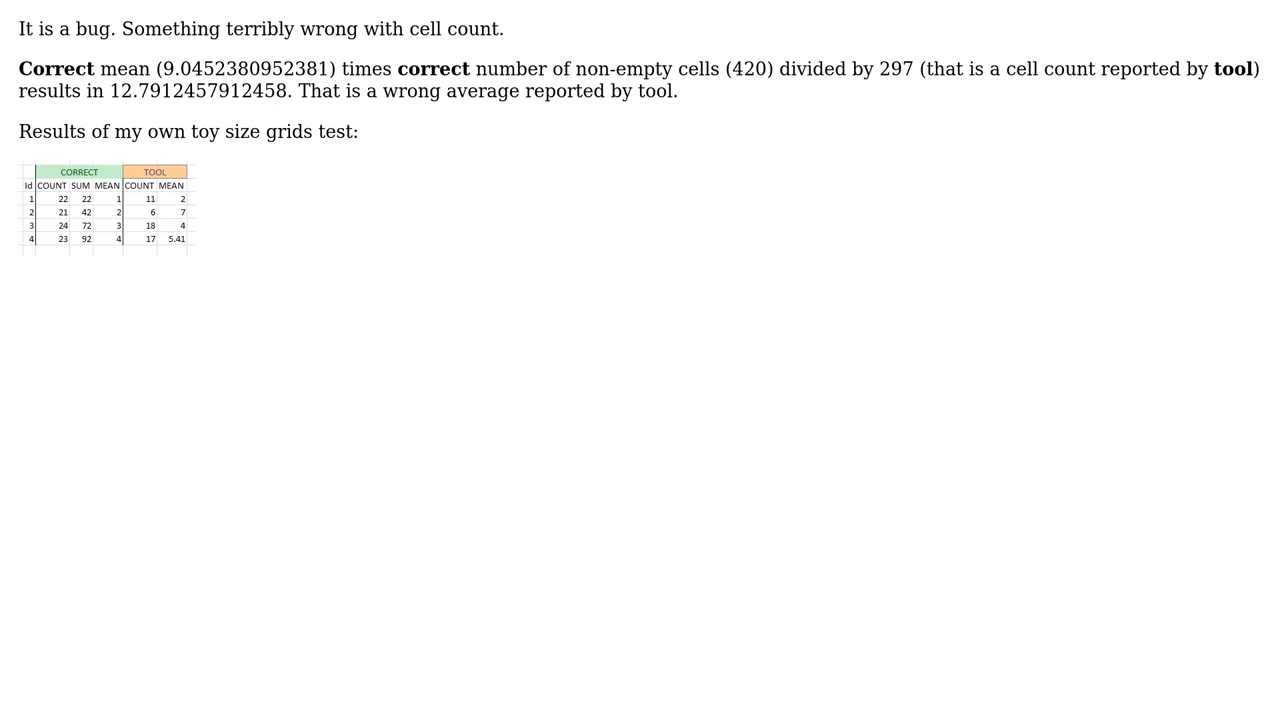 It is a bug. Something terribly wrong with cell count.
Correct mean (9.0452380952381) times correct number of non-empty cells (420) divided by 297 (that is a cell count reported by tool)
results in 12.7912457912458. That is a wrong average reported by tool.
Results of my own toy size grids test:
CORRECT TOOL
Id COUNT SUM MEAN COUNT MEAN
1 22 22 1 11 2
2 21 42 2 6 7
3 24 72 3 18 4
4 23 92 4 17 5.41